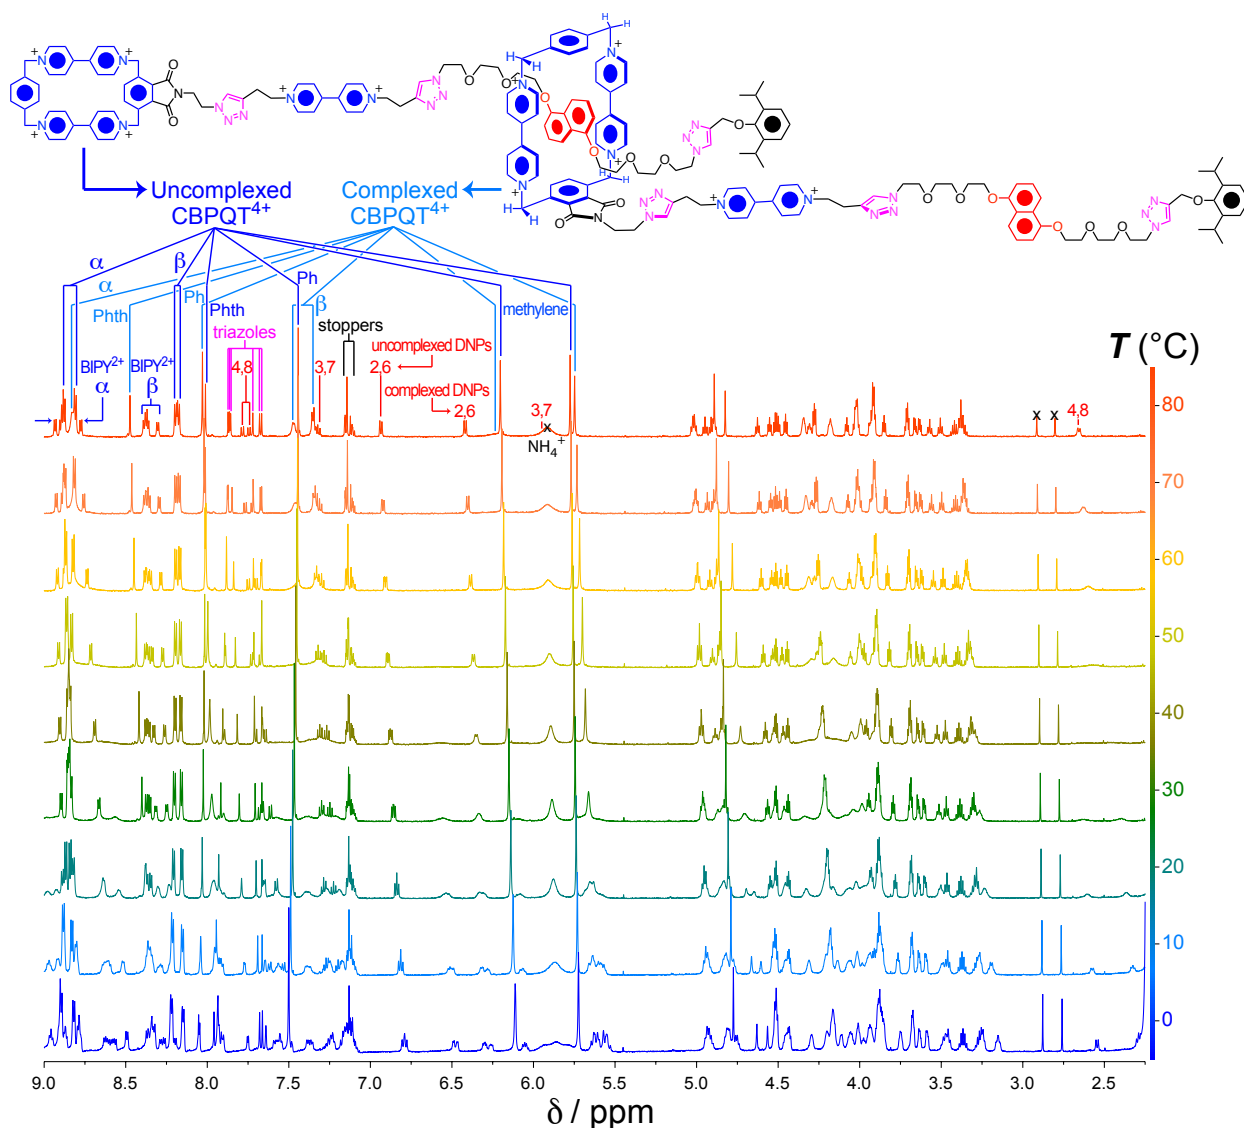 Uncomplexed
CBPQT4+
Complexed
CBPQT4+
α
α
β
Ph
Ph
Phth
Phth
β
methylene
BIPY2+
α
BIPY2+
β
triazoles
4,8
3,7
stoppers
2,6
uncomplexed DNPs
complexed DNPs
2,6
3,7
x
NH4+
x
x
4,8
T (°C)
80
70
60
50
40
30
20
10
0
9.0
8.5
8.0
7.5
7.0
6.5
6.0
5.5
5.0
4.5
4.0
3.5
3.0
2.5
δ / ppm